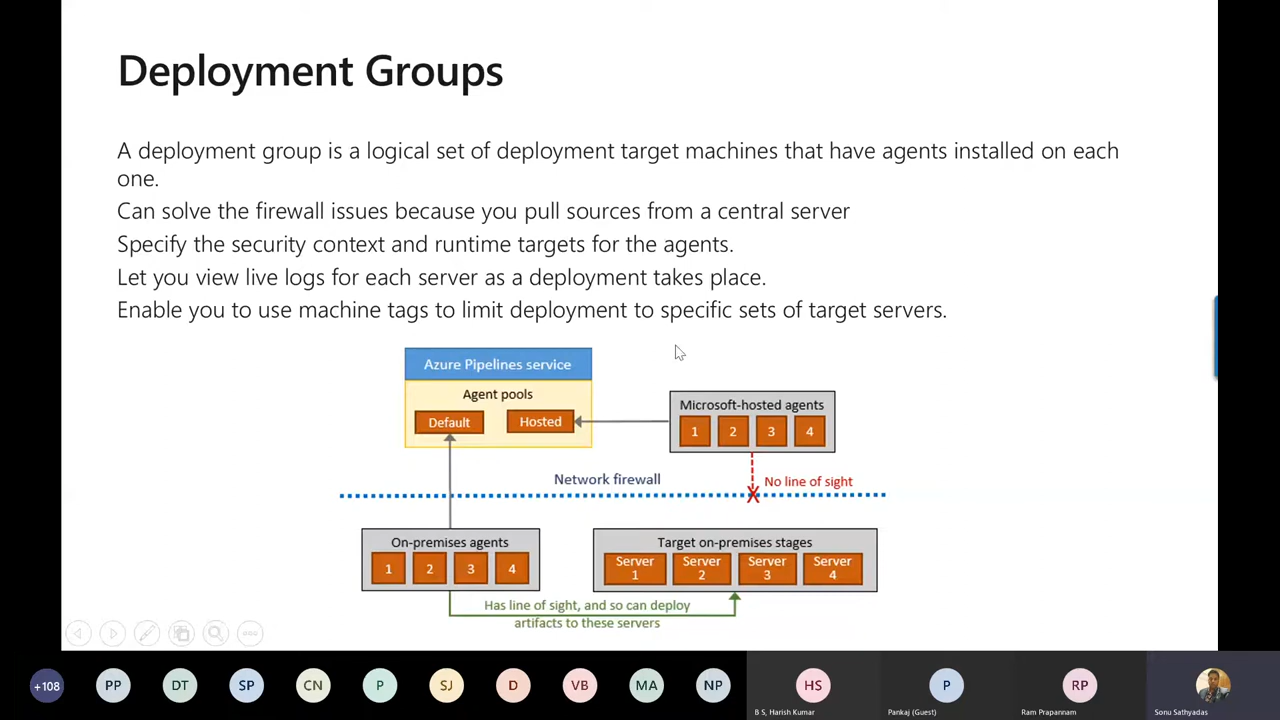 Deployment Groups
A deployment group is a logical set of deployment target machines that have agents installed on each
one.
Can solve the firewall issues because you pull sources from a central server
Specify the security context and runtime targets for the agents.
Let you view live logs for each server as a deployment takes place.
Enable you to use machine tags to limit deployment to specific sets of target servers.
Azure Pipelines service
Agent pools
Default
Hosted
Microsoft-hosted agents
1 2 3 4
Network firewall
No line of sight
On-premises agents
1 2 3 4
Target on-premises stages
Server 1
Server 2
Server 3
Server 4
Has line of sight, and so can deploy
artifacts to these servers
+108 PP DT SP CN P SJ D VB MA NP HS P RP
B S, Harish Kumar
Pankaj (Guest)
Ram Prapannam
Sonu Sathyadas